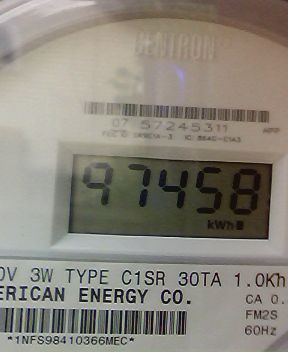 CENTRON
07 57245311
97458
kWh
0V 3W TYPE C1SR 30TA 1.0Kh
ERICAN ENERGY CO. CA 0.
FM2S
60Hz
*1NFS98410366MEC*